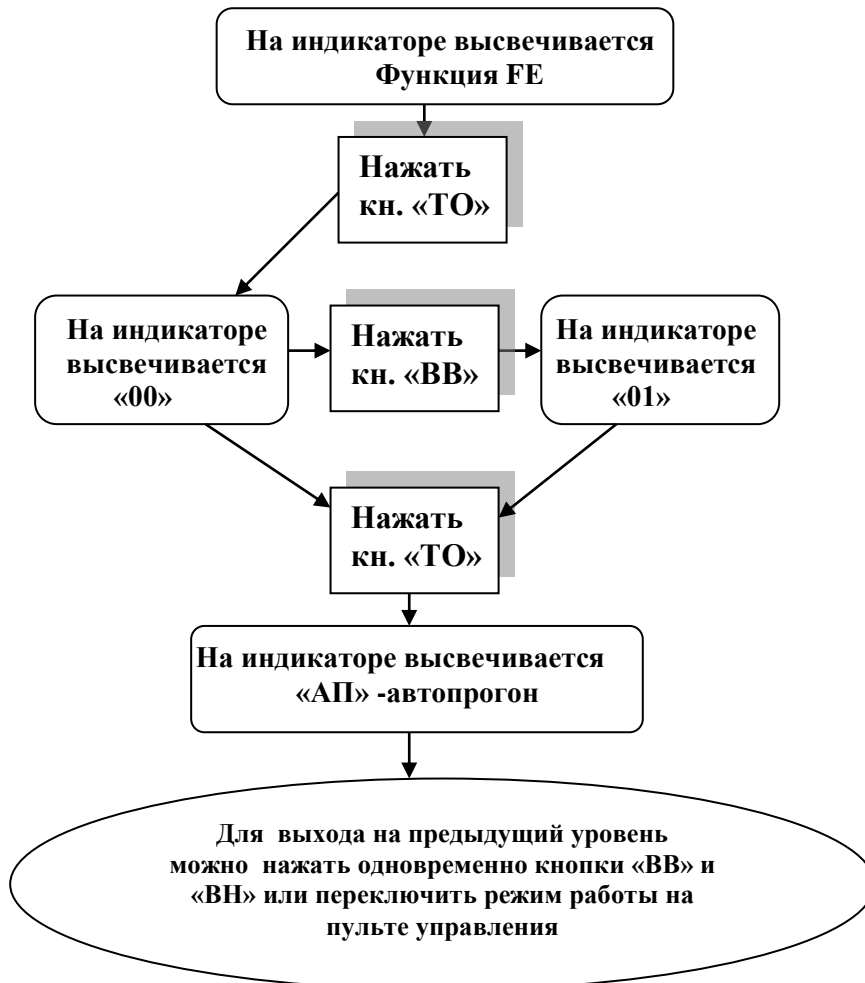 На индикаторе высвечивается
Функция FE
Нажать
кн. «ТО»
На индикаторе
высвечивается
«00»
Нажать
кн. «ВВ»
На индикаторе
высвечивается
«01»
Нажать
кн. «ТО»
На индикаторе высвечивается
«АП» -автопрогон
Для выхода на предыдущий уровень
можно нажать одновременно кнопки «ВВ» и
«ВН» или переключить режим работы на
пульте управления